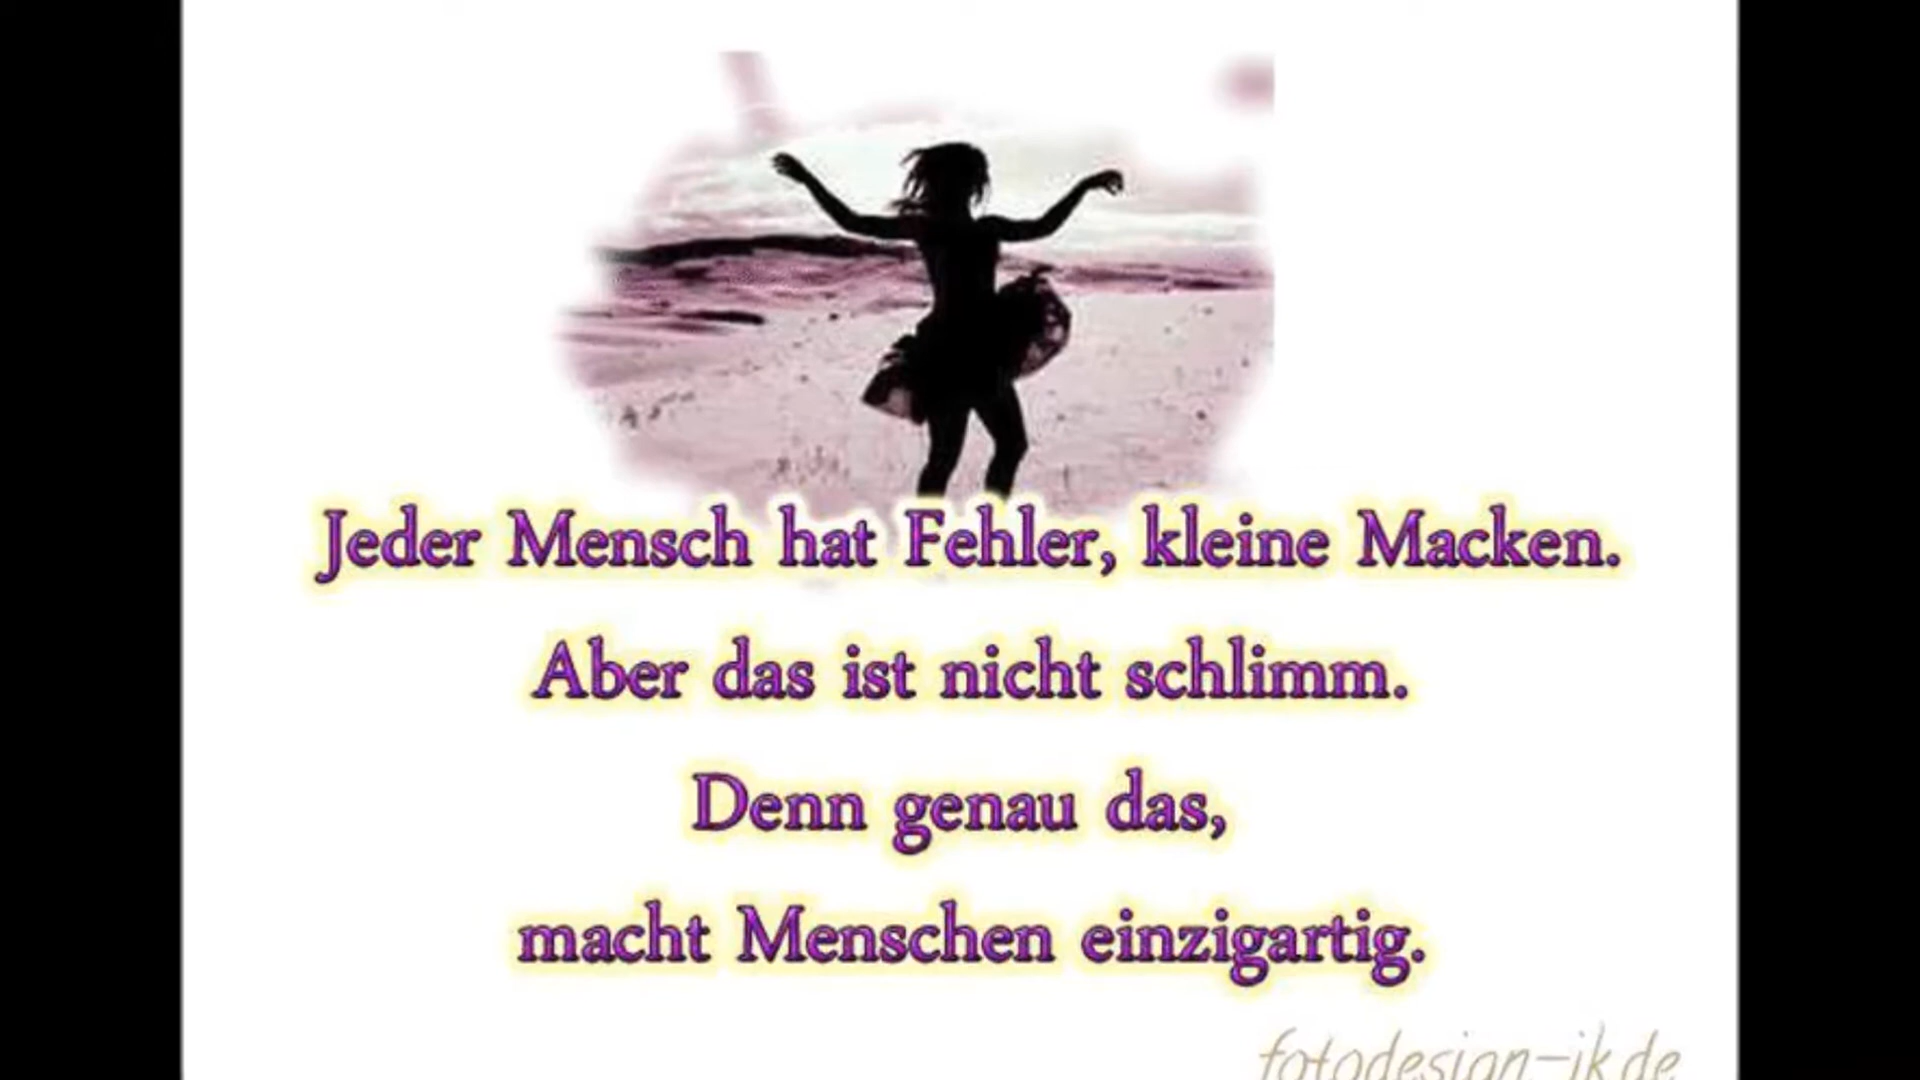 Jeder Mensch hat Fehler, kleine Macken.
Aber das ist nicht schlimm.
Denn genau das,
macht Menschen einzigartig.
fotodesign-ik.de